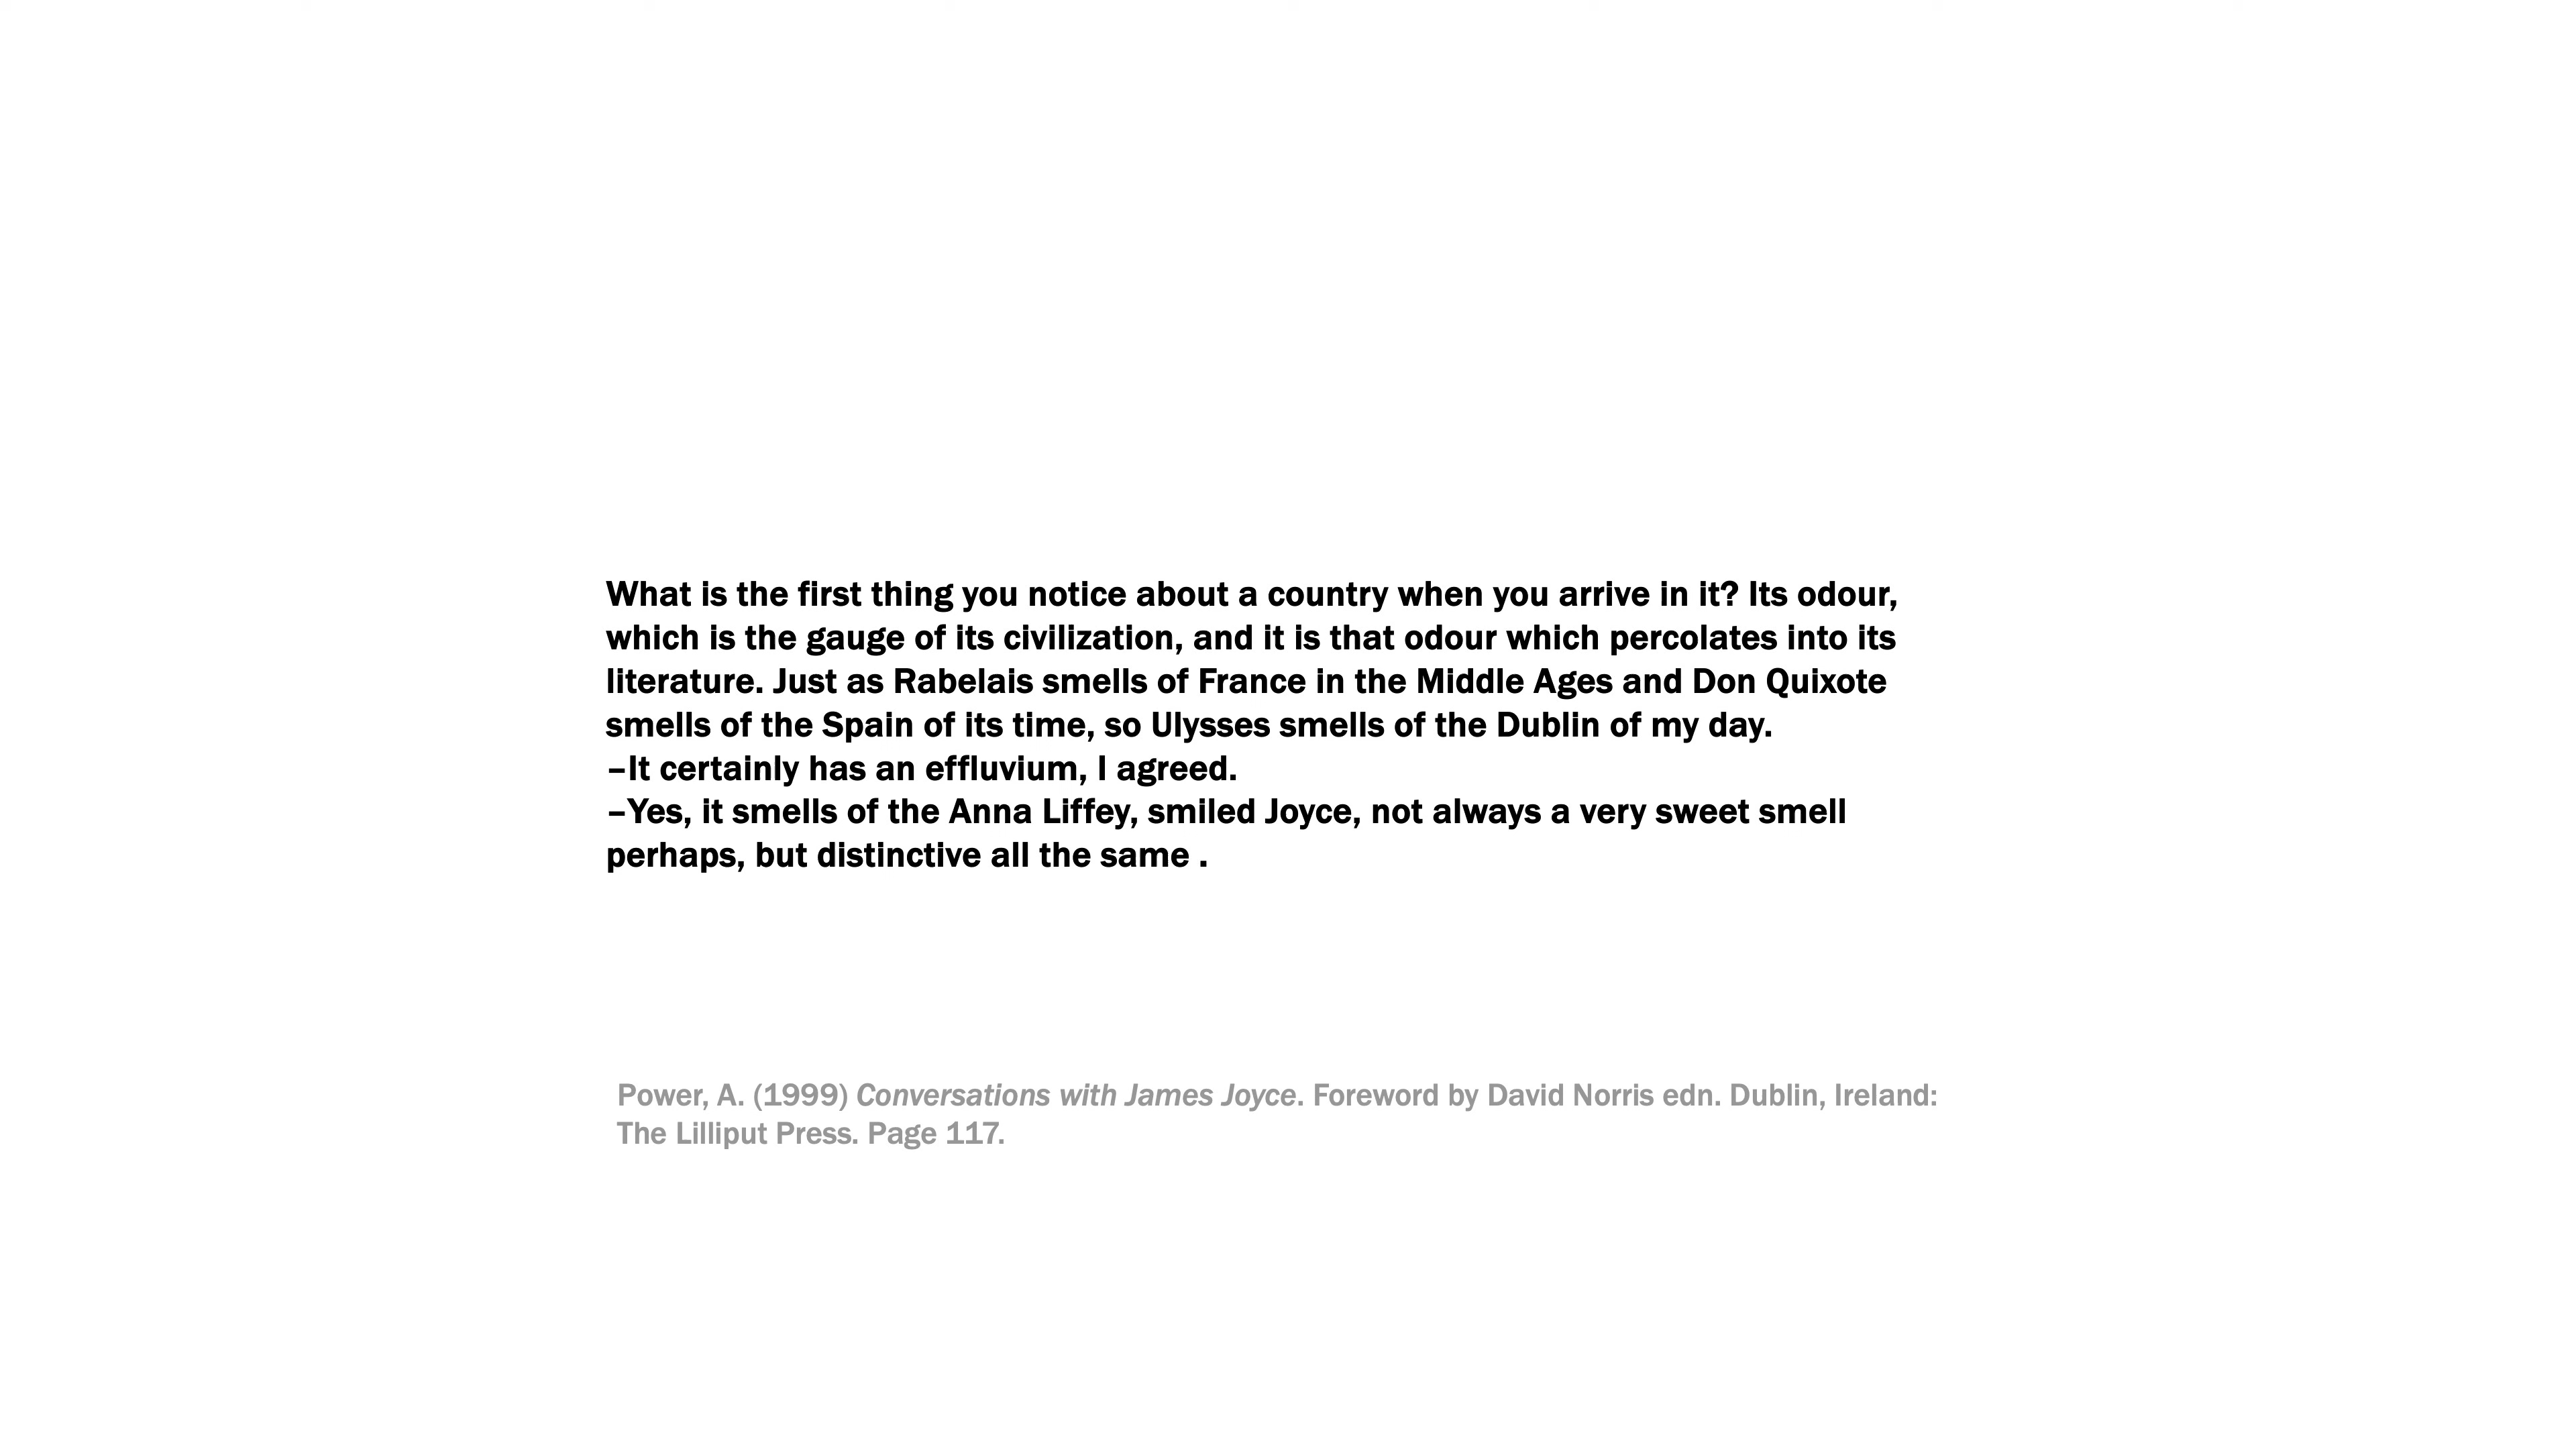 What is the first thing you notice about a country when you arrive in it? Its odour,
which is the gauge of its civilization, and it is that odour which percolates into its
literature. Just as Rabelais smells of France in the Middle Ages and Don Quixote
smells of the Spain of its time, so Ulysses smells of the Dublin of my day.
–It certainly has an effluvium, I agreed.
–Yes, it smells of the Anna Liffey, smiled Joyce, not always a very sweet smell
perhaps, but distinctive all the same .
Power, A. (1999) Conversations with James Joyce. Foreword by David Norris edn. Dublin, Ireland:
The Lilliput Press. Page 117.